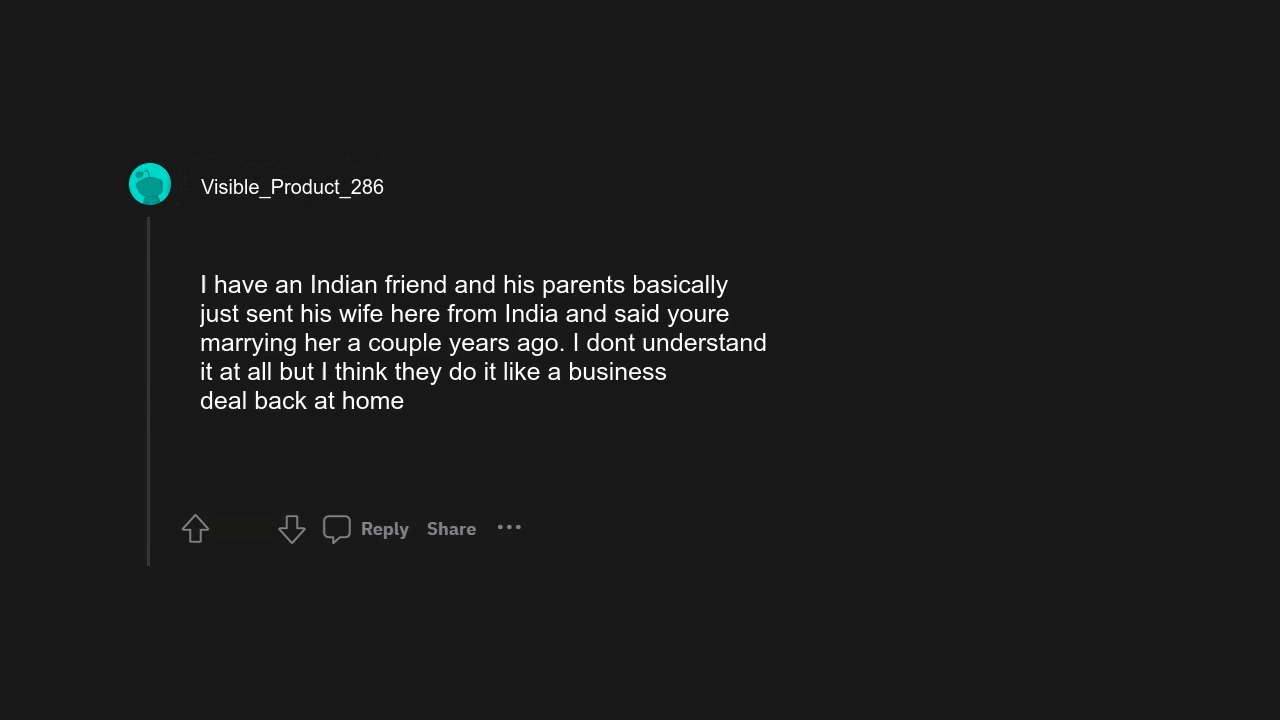 Visible_Product_286
I have an Indian friend and his parents basically
just sent his wife here from India and said youre
marrying her a couple years ago. I dont understand
it at all but I think they do it like a business
deal back at home
Reply Share